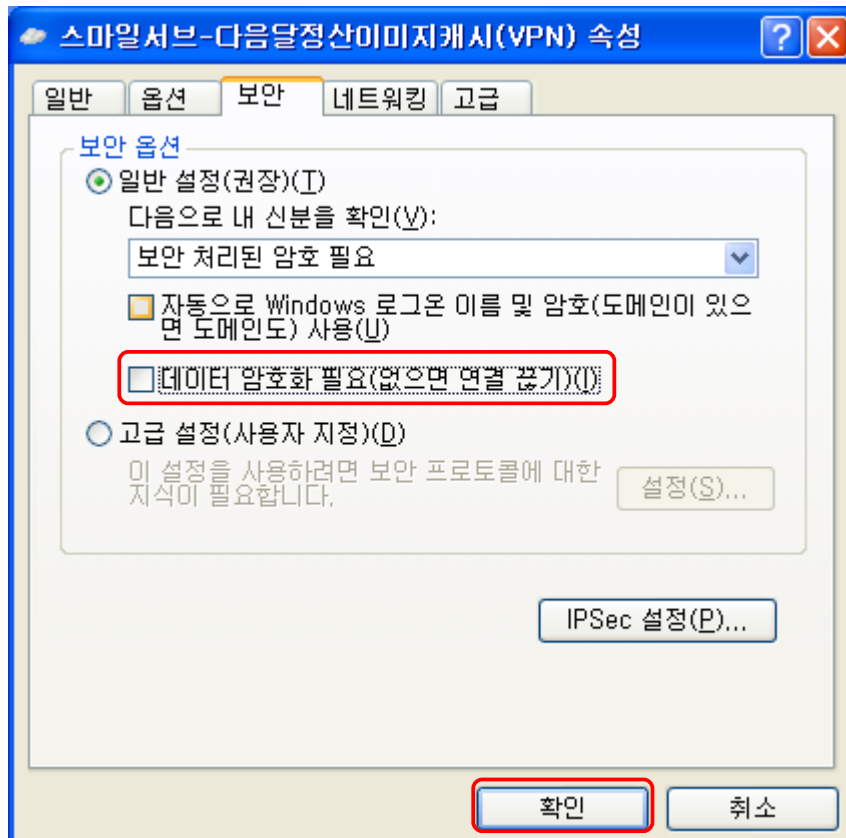 스마일서브-다음달정산이미지캐시(VPN) 속성
일반 옵션 보안 네트워킹 고급
보안 옵션
일반 설정(권장)(T)
다음으로 내 신분을 확인(V):
보안 처리된 암호 필요
자동으로 Windows 로그온 이름 및 암호(도메인이 있으
면 도메인도) 사용(U)
데이터 암호화 필요(없으면 연결 끊기)(I)
고급 설정(사용자 지정)(D)
이 설정을 사용하려면 보안 프로토콜에 대한
지식이 필요합니다.
설정(S)...
IPSec 설정(P)...
확인 취소